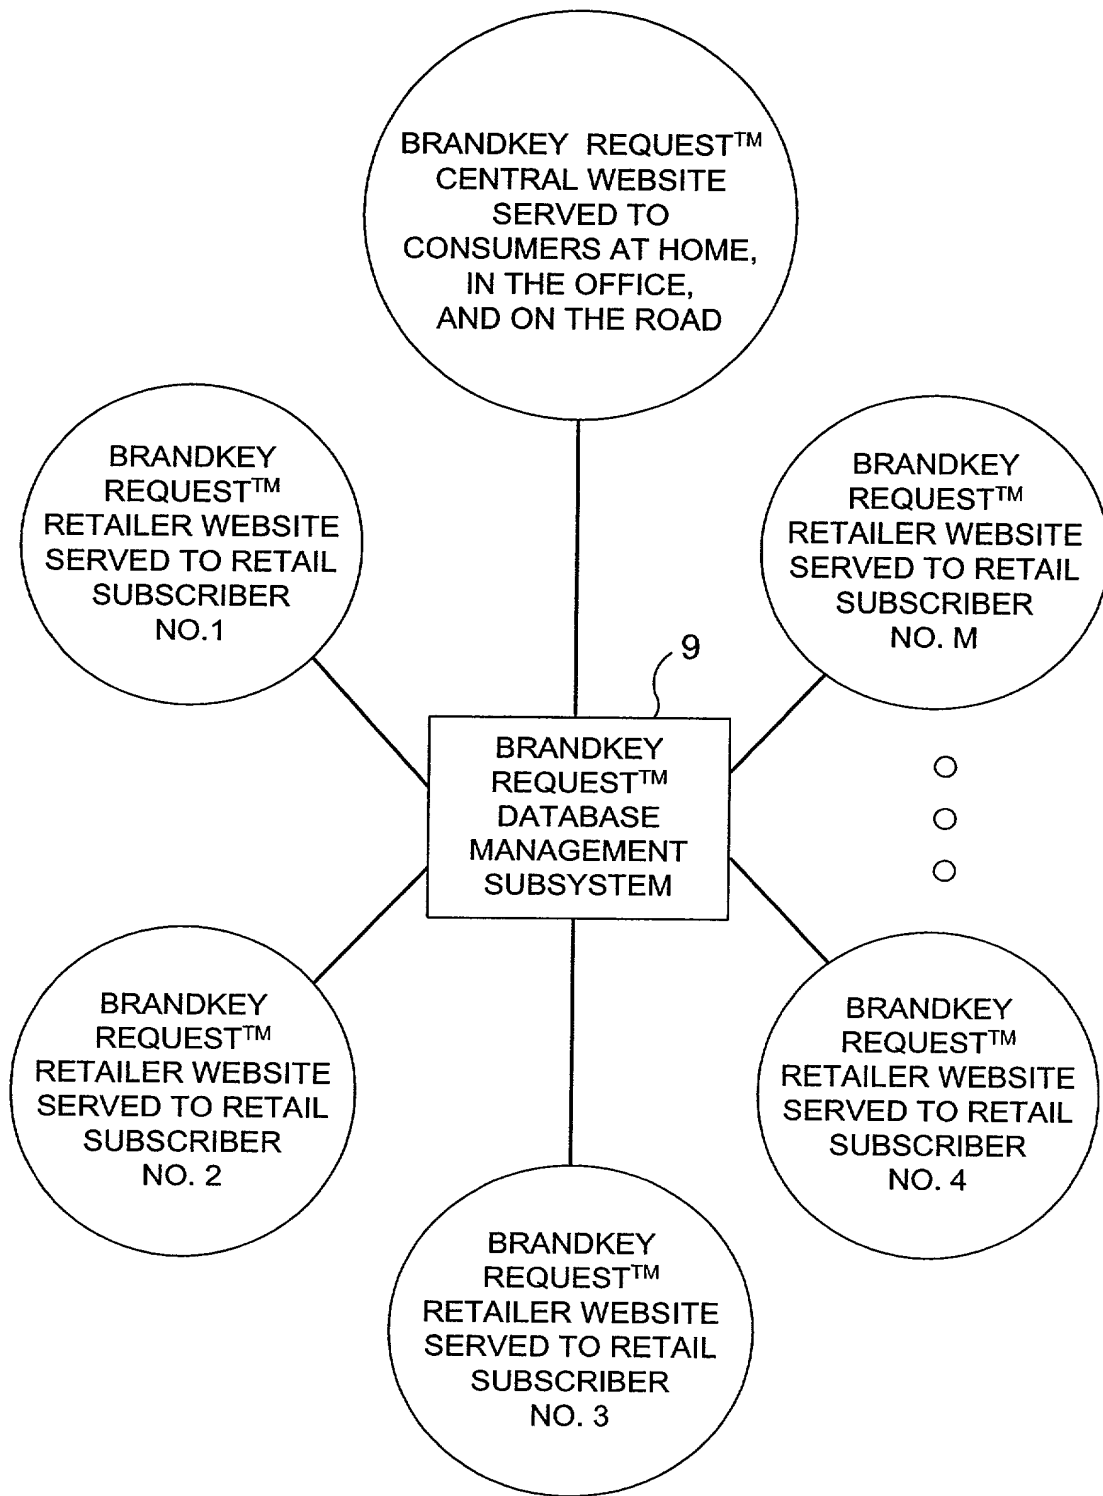 BRANDKEY REQUEST™
CENTRAL WEBSITE
SERVED TO
CONSUMERS AT HOME,
IN THE OFFICE,
AND ON THE ROAD
BRANDKEY
REQUEST™
RETAILER WEBSITE
SERVED TO RETAIL
SUBSCRIBER
NO.1
BRANDKEY
REQUEST™
RETAILER WEBSITE
SERVED TO RETAIL
SUBSCRIBER
NO. M
9
BRANDKEY
REQUEST™
DATABASE
MANAGEMENT
SUBSYSTEM
BRANDKEY
REQUEST™
RETAILER WEBSITE
SERVED TO RETAIL
SUBSCRIBER
NO. 2
BRANDKEY
REQUEST™
RETAILER WEBSITE
SERVED TO RETAIL
SUBSCRIBER
NO. 4
BRANDKEY
REQUEST™
RETAILER WEBSITE
SERVED TO RETAIL
SUBSCRIBER
NO. 3